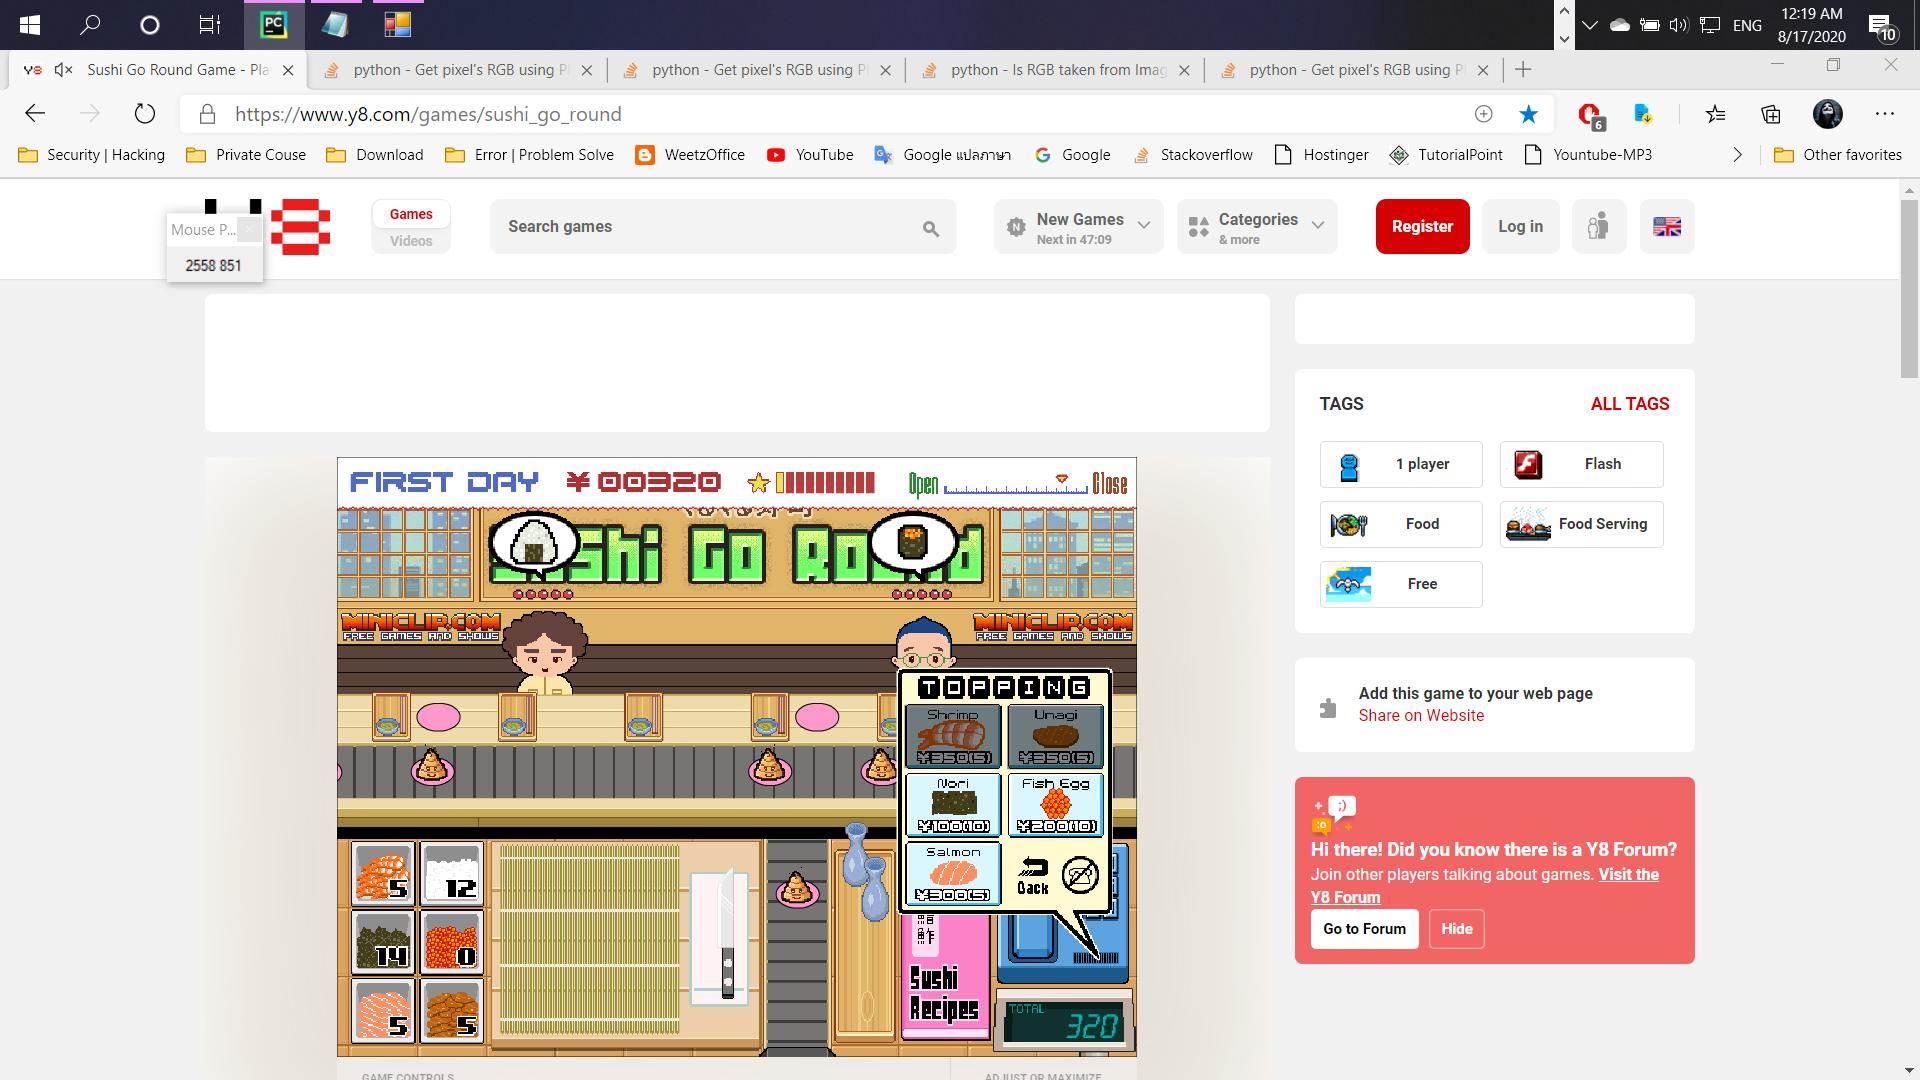 12:19 AM
ENG
8/17/2020
10
Sushi Go Round Game - Pla
python - Get pixel's RGB using P
python - Get pixel's RGB using P
python - Is RGB taken from Imag
python - Get pixel's RGB using P
https://www.y8.com/games/sushi_go_round
6
Security | Hacking
Private Couse
Download
Error | Problem Solve
WeetzOffice
YouTube
Google แปลภาษา
Google
Stackoverflow
Hostinger
TutorialPoint
Yountube-MP3
Other favorites
Mouse P...
2558 851
Games
Videos
Search games
New Games
Next in 47:09
Categories
& more
Register
Log in
TAGS
ALL TAGS
1 player
Flash
Food
Food Serving
Free
Add this game to your web page
Share on Website
Hi there! Did you know there is a Y8 Forum?
Join other players talking about games. Visit the
Y8 Forum
Go to Forum
Hide
FIRST DAY
¥ 00320
Open
Close
Go
MINICLIP.COM
FREE GAMES AND SHOWS
MINICLIP.COM
FREE GAMES AND SHOWS
TOPPING
Shrimp
¥350(5)
Unagi
¥350(5)
Nori
¥100(10)
Fish Egg
¥200(10)
Salmon
¥300(5)
Back
5
12
14
0
5
5
Sushi
Recipes
TOTAL
320
GAME CONTROLS
ADJUST OR MAXIMIZE